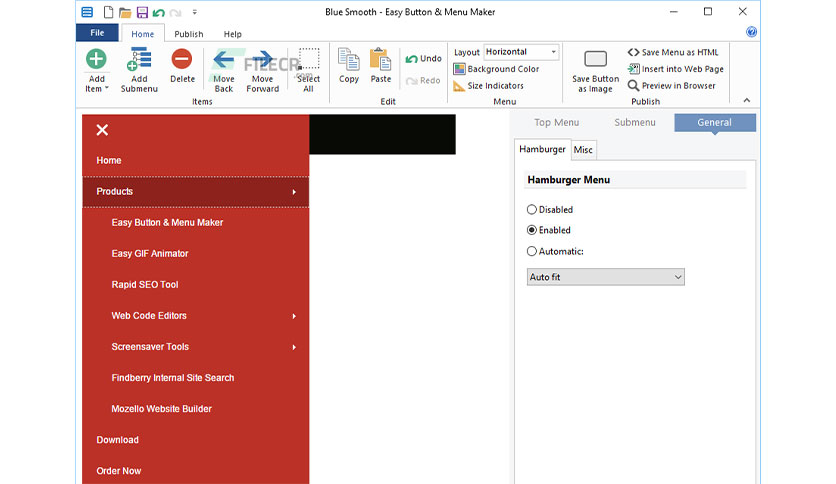 Blue Smooth - Easy Button & Menu Maker
File
Home
Publish
Help
Add Item
Add Submenu
Delete
Move Back
Move Forward
Select All
Items
Copy
Paste
Undo
Redo
Edit
Layout Horizontal
Background Color
Size Indicators
Menu
Save Button as Image
Save Menu as HTML
Insert into Web Page
Preview in Browser
Publish
FILECR
.com
Top Menu
Submenu
General
Hamburger
Misc
Hamburger Menu
Disabled
Enabled
Automatic:
Auto fit
Home
Products
Easy Button & Menu Maker
Easy GIF Animator
Rapid SEO Tool
Web Code Editors
Screensaver Tools
Findberry Internal Site Search
Mozello Website Builder
Download
Order Now